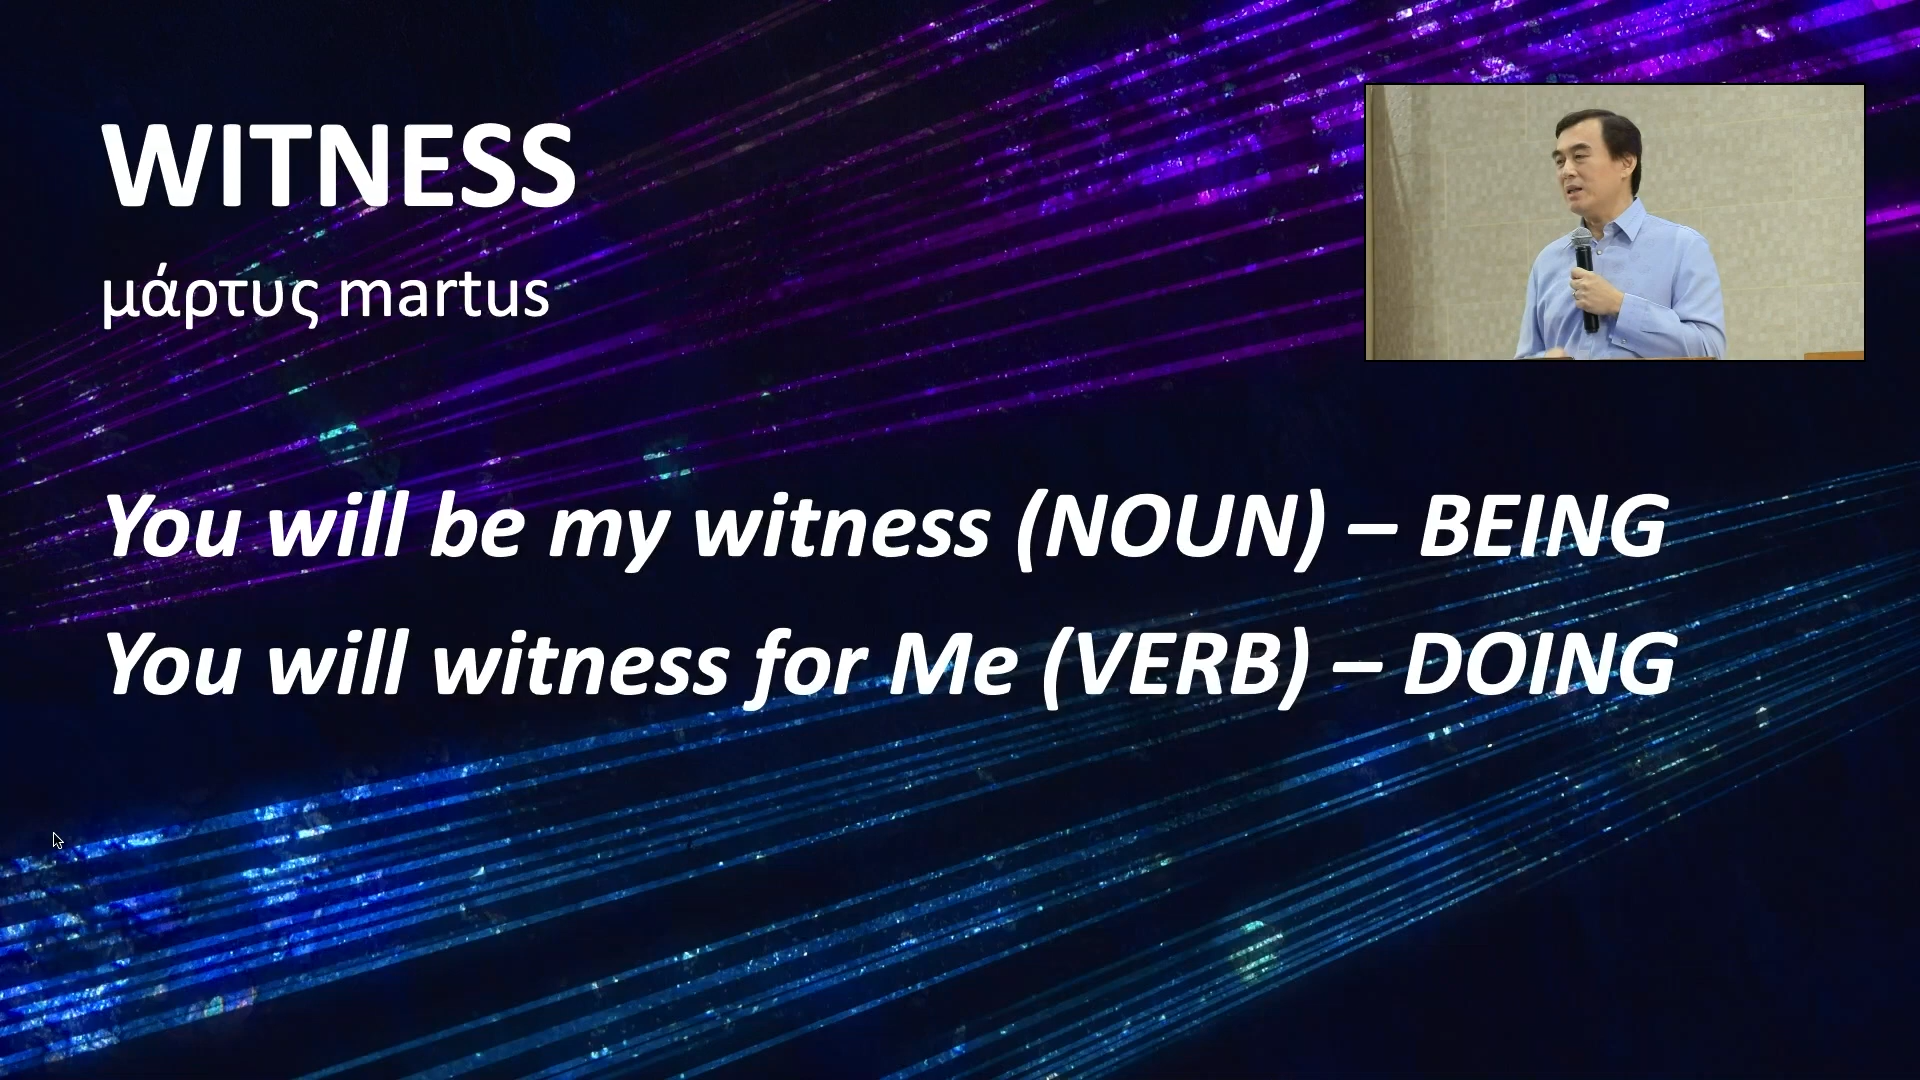 WITNESS
μάρτυς martus
You will be my witness (NOUN) – BEING
You will witness for Me (VERB) – DOING